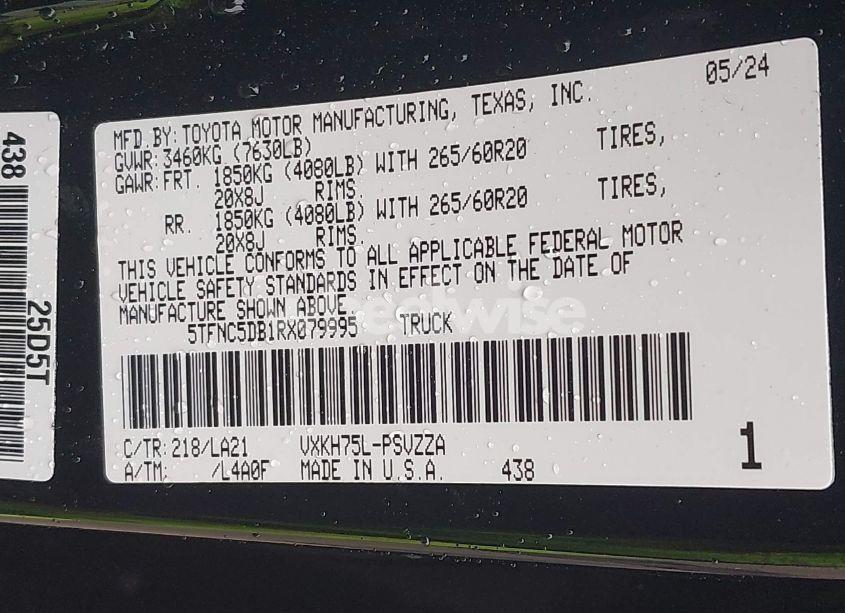 05/24
MFD.BY:TOYOTA MOTOR MANUFACTURING, TEXAS, INC.
GVWR:3460KG (7630LB)
GAWR:FRT. 1850KG (4080LB) WITH 265/60R20 TIRES,
20X8J RIMS.
RR. 1850KG (4080LB) WITH 265/60R20 TIRES,
20X8J RIMS.
THIS VEHICLE CONFORMS TO ALL APPLICABLE FEDERAL MOTOR
VEHICLE SAFETY STANDARDS IN EFFECT ON THE DATE OF
MANUFACTURE SHOWN ABOVE.
5TFNC5DB1RX079995 TRUCK
C/TR:218/LA21 VXKH75L-PSVZZA
A/TM: /L4A0F MADE IN U.S.A. 438
1
438
25D5T